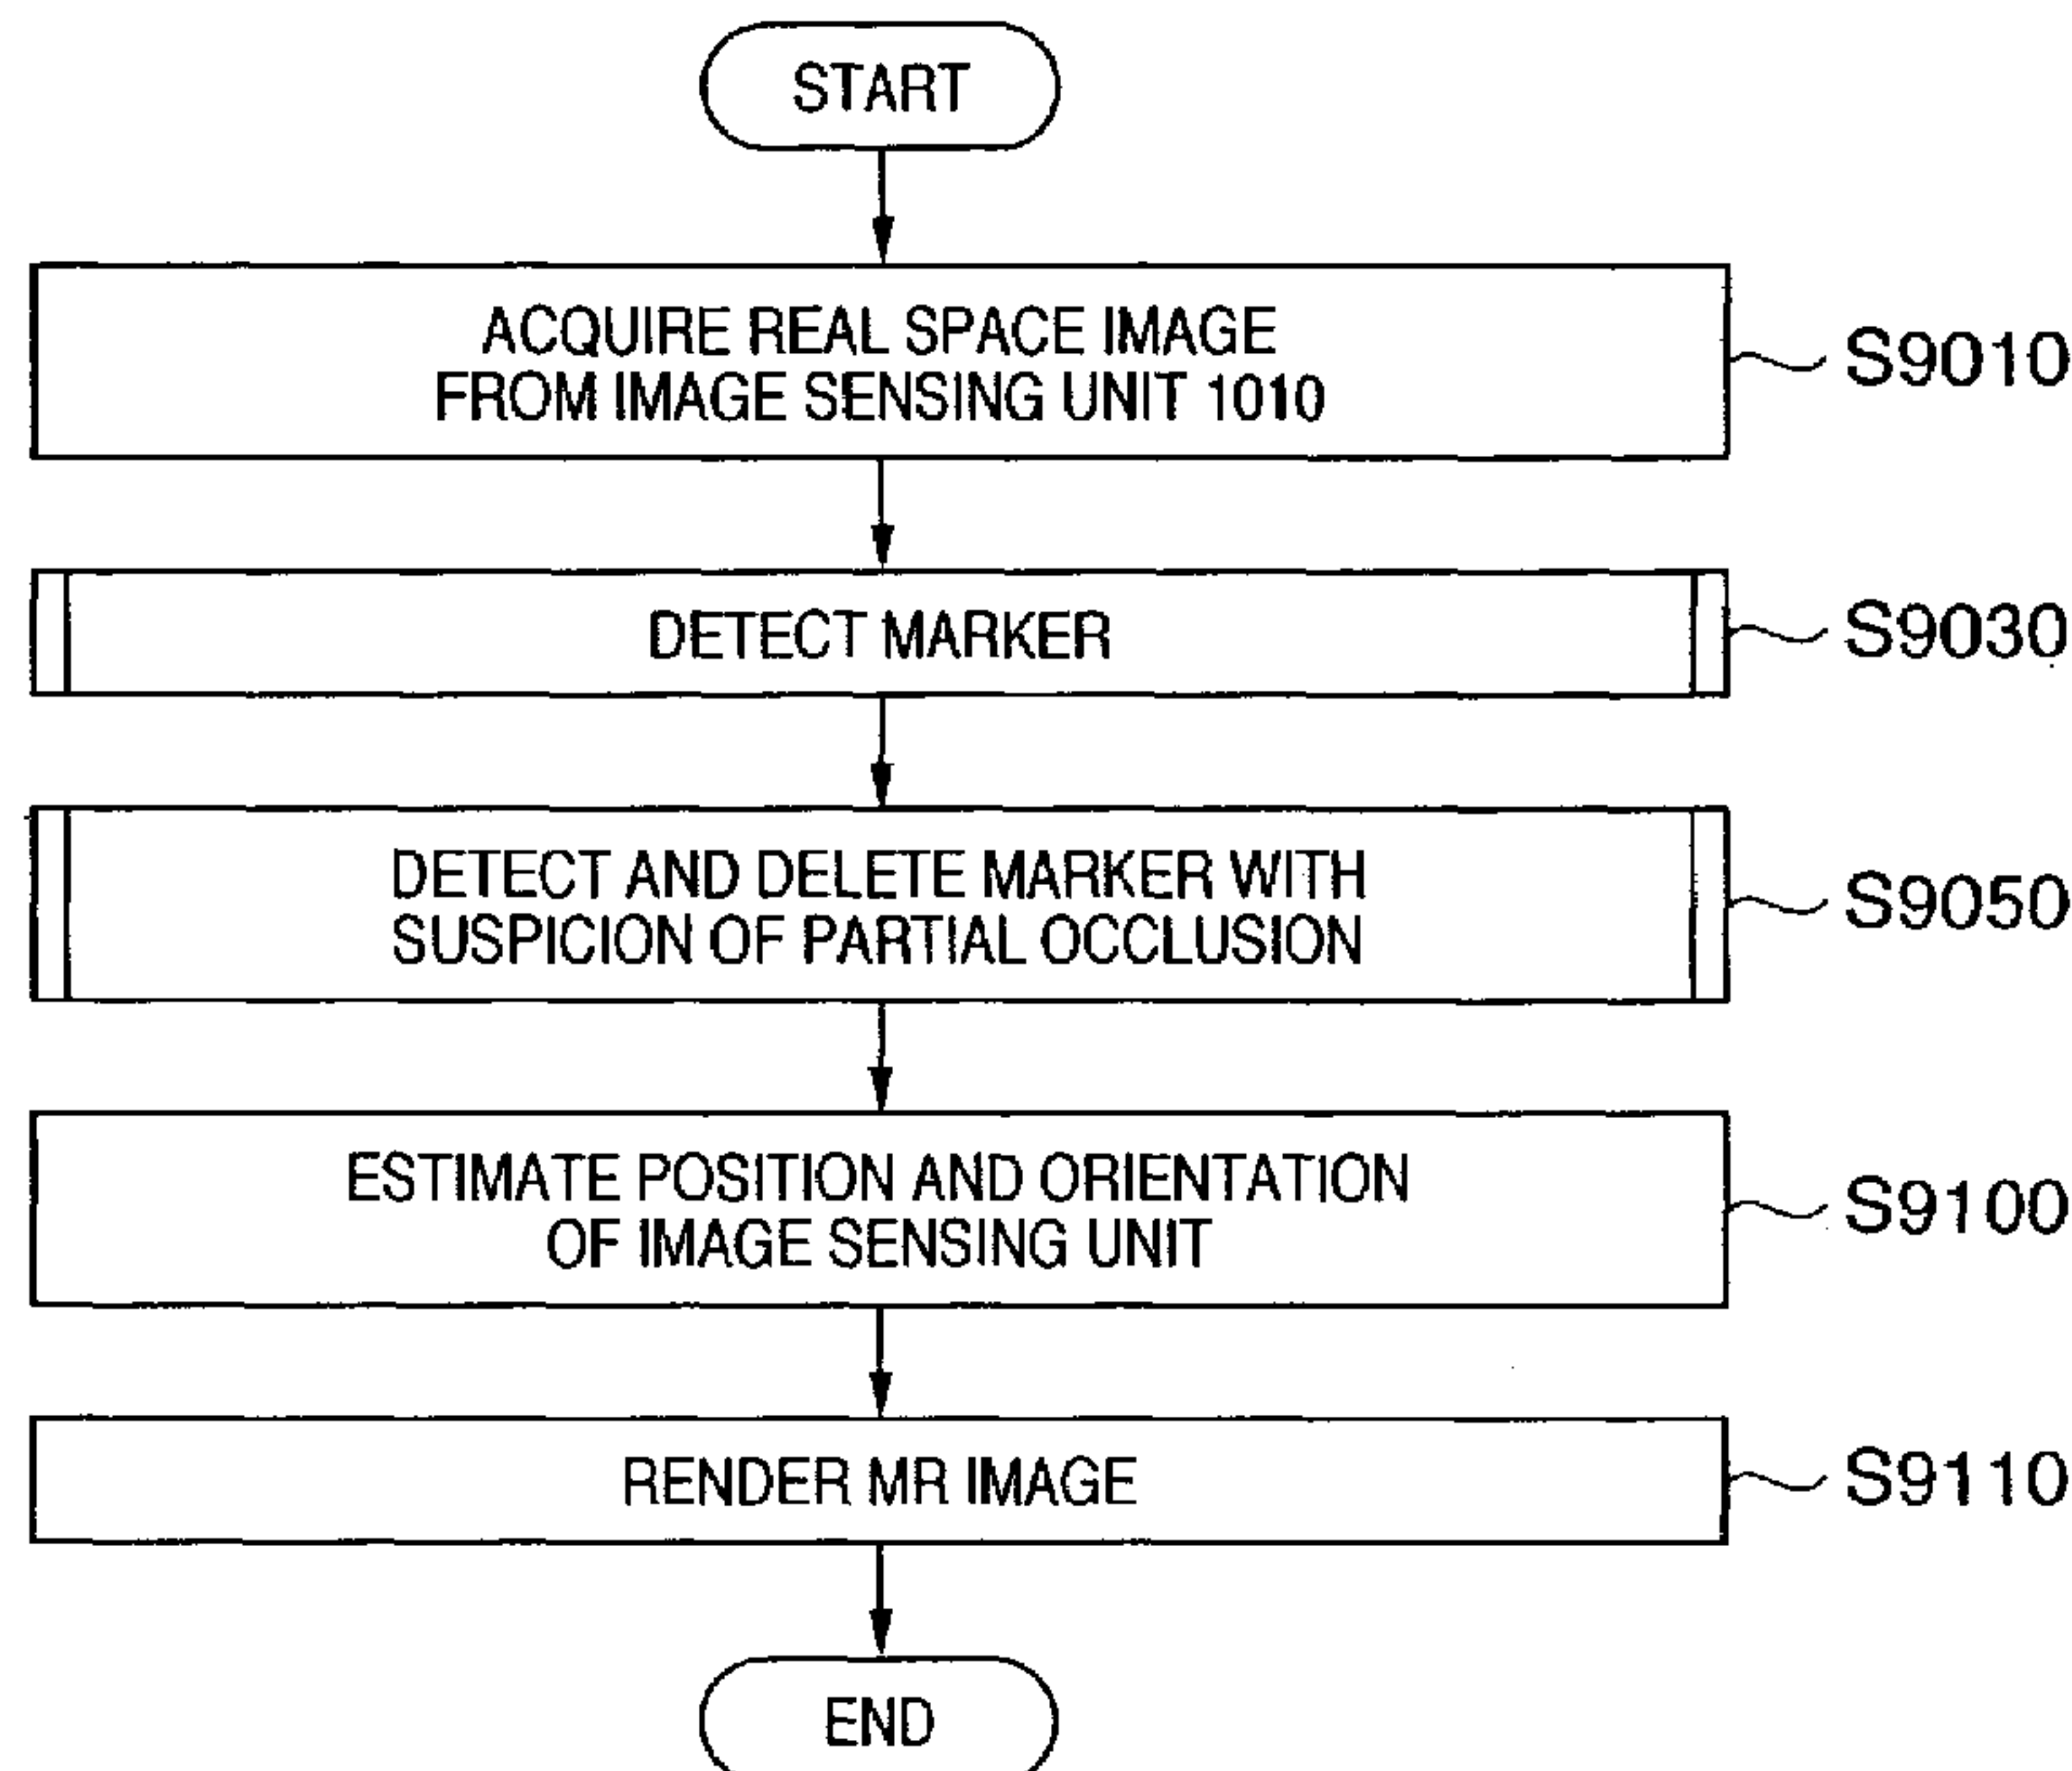 START
ACQUIRE REAL SPACE IMAGE
FROM IMAGE SENSING UNIT 1010
S9010
DETECT MARKER
S9030
DETECT AND DELETE MARKER WITH
SUSPICION OF PARTIAL OCCLUSION
S9050
ESTIMATE POSITION AND ORIENTATION
OF IMAGE SENSING UNIT
S9100
RENDER MR IMAGE
S9110
END